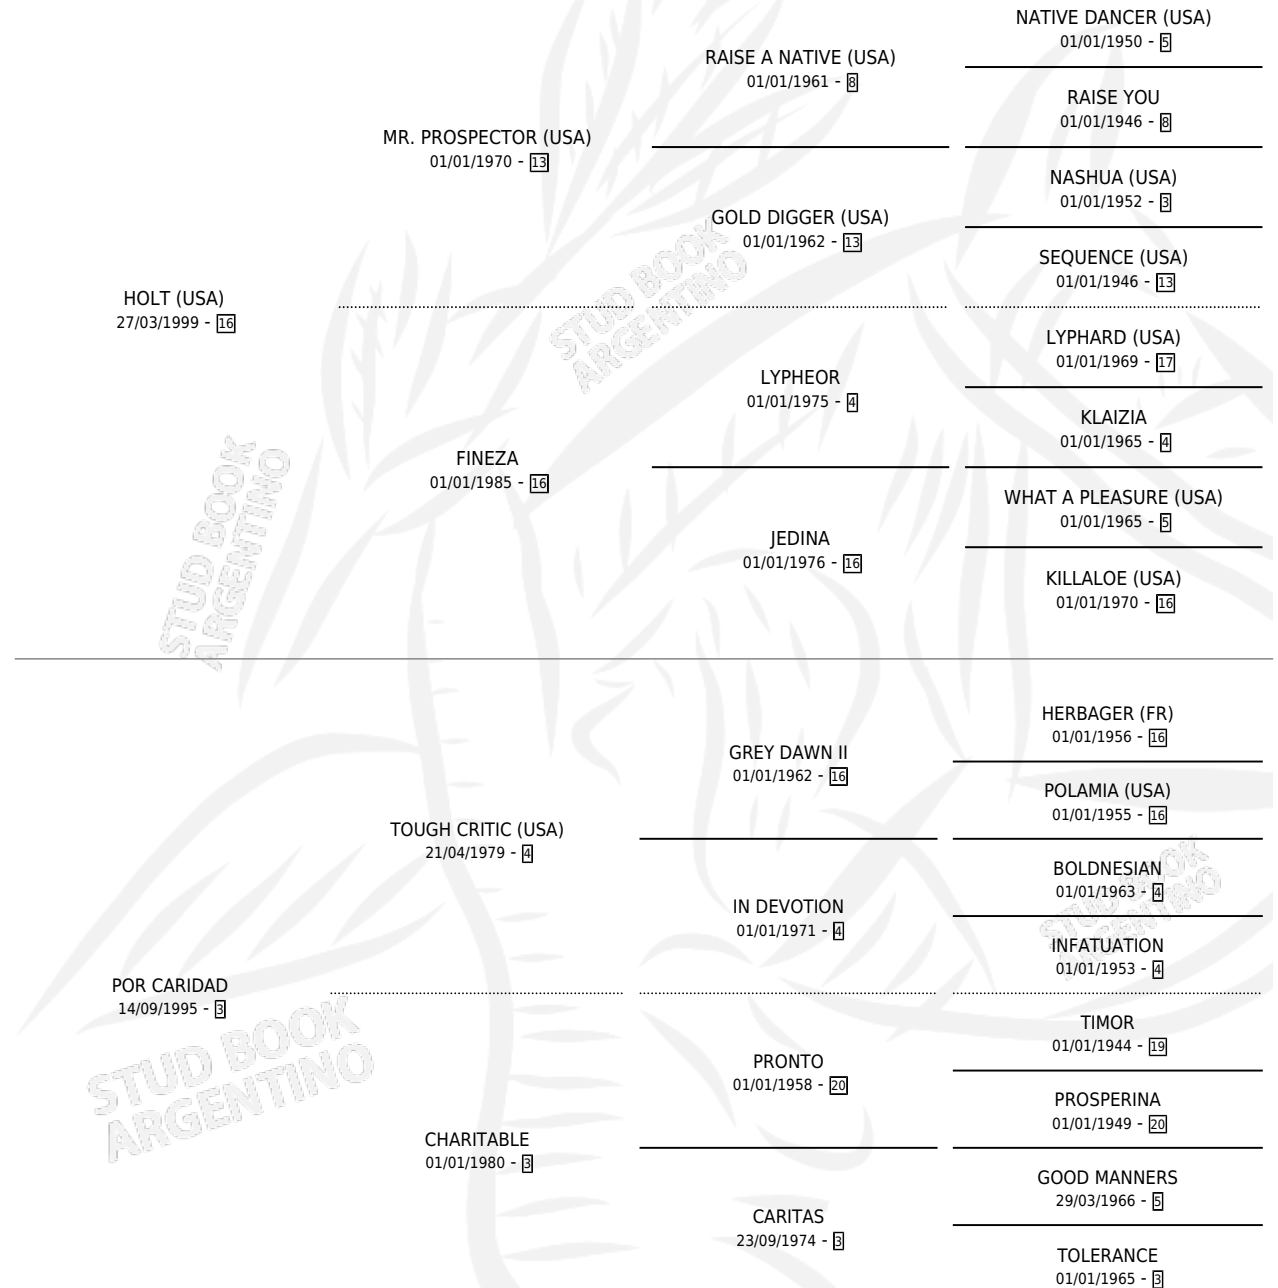 NATIVE DANCER (USA)
01/01/1950 - 5
RAISE A NATIVE (USA)
01/01/1961 - 8
RAISE YOU
01/01/1946 - 8
MR. PROSPECTOR (USA)
01/01/1970 - 13
NASHUA (USA)
01/01/1952 - 3
GOLD DIGGER (USA)
01/01/1962 - 13
SEQUENCE (USA)
01/01/1946 - 13
HOLT (USA)
27/03/1999 - 16
LYPHARD (USA)
01/01/1969 - 17
LYPHEOR
01/01/1975 - 4
KLAIZIA
01/01/1965 - 4
FINEZA
01/01/1985 - 16
WHAT A PLEASURE (USA)
01/01/1965 - 5
JEDINA
01/01/1976 - 16
KILLALOE (USA)
01/01/1970 - 16
HERBAGER (FR)
01/01/1956 - 16
GREY DAWN II
01/01/1962 - 16
POLAMIA (USA)
01/01/1955 - 16
TOUGH CRITIC (USA)
21/04/1979 - 4
BOLDNESIAN
01/01/1963 - 4
IN DEVOTION
01/01/1971 - 4
INFATUATION
01/01/1953 - 4
POR CARIDAD
14/09/1995 - 3
TIMOR
01/01/1944 - 19
PRONTO
01/01/1958 - 20
PROSPERINA
01/01/1949 - 20
CHARITABLE
01/01/1980 - 3
GOOD MANNERS
29/03/1966 - 5
CARITAS
23/09/1974 - 3
TOLERANCE
01/01/1965 - 3
STUD BOOK
ARGENTINO
STUD BOOK
ARGENTINO
STUD BOOK
ARGENTINO
STUD BOOK
ARGENTINO